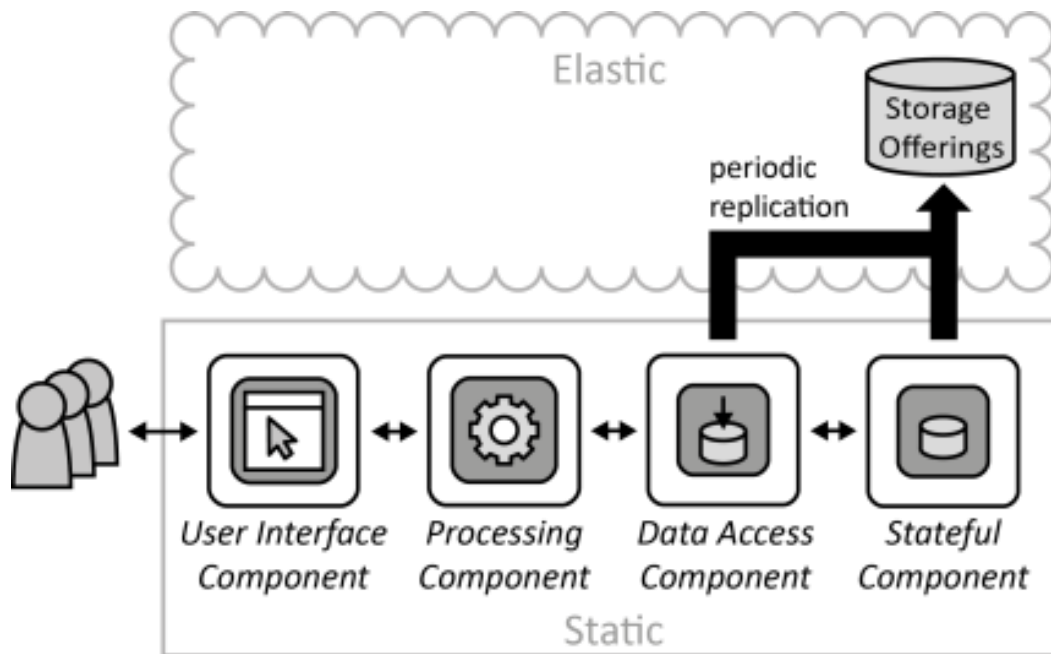 Elastic
Storage
Offerings
periodic
replication
User Interface
Component
Processing
Component
Data Access
Component
Stateful
Component
Static